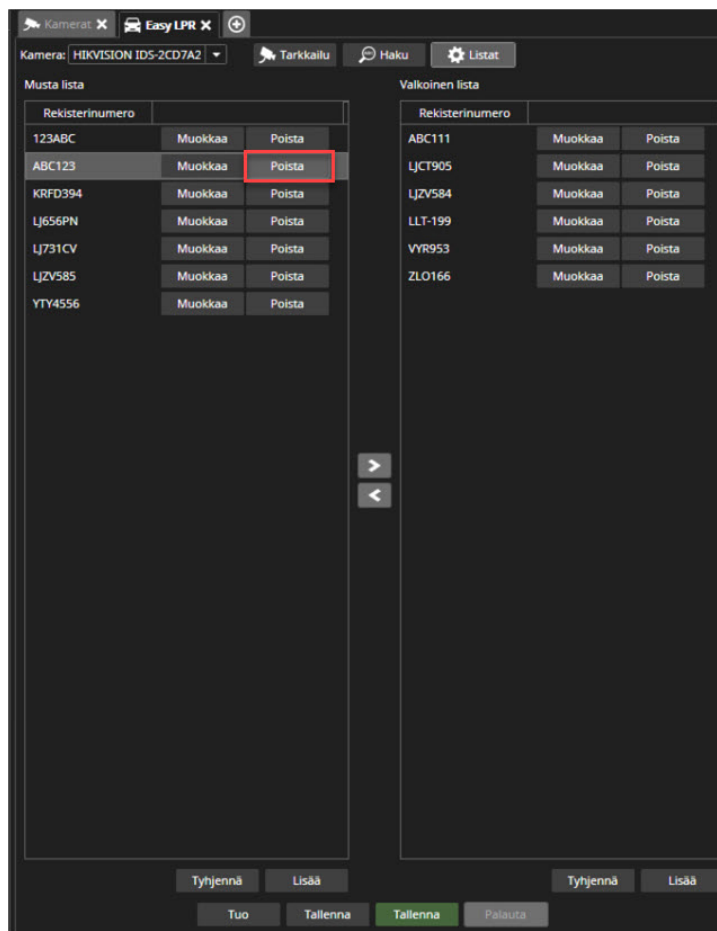 Kamerat Easy LPR
Kamera: HIKVISION IDS-2CD7A2 Tarkkailu Haku Listat
Musta lista Valkoinen lista
Rekisterinumero Rekisterinumero
123ABC Muokkaa Poista ABC111 Muokkaa Poista
ABC123 Muokkaa Poista LJCT905 Muokkaa Poista
KRFD394 Muokkaa Poista LJZV584 Muokkaa Poista
LJ656PN Muokkaa Poista LLT-199 Muokkaa Poista
LJ731CV Muokkaa Poista VYR953 Muokkaa Poista
LJZV585 Muokkaa Poista ZLO166 Muokkaa Poista
YTY4556 Muokkaa Poista
Tyhjennä Lisää Tyhjennä Lisää
Tuo Tallenna Tallenna Palauta